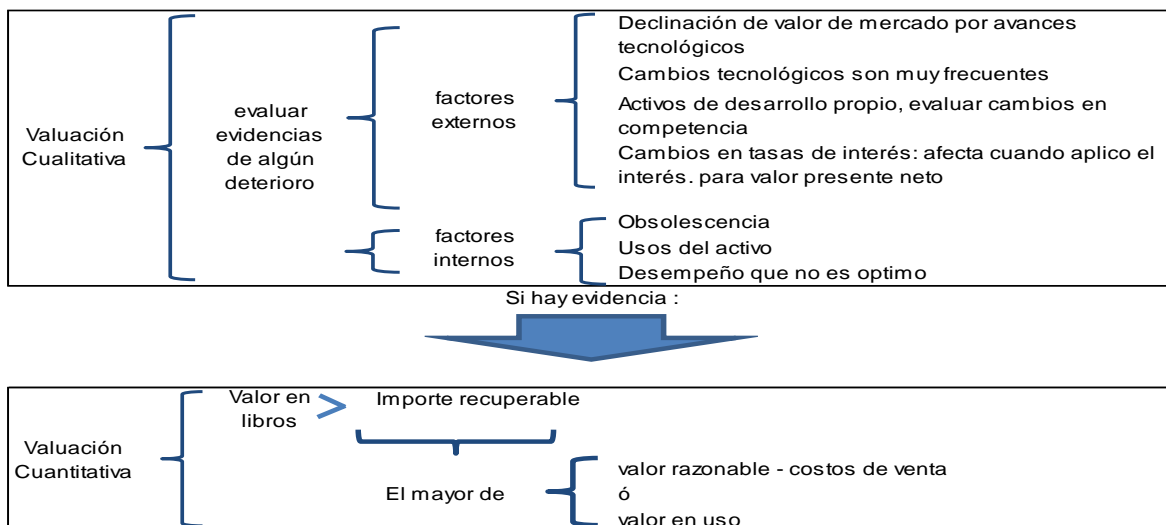 Valuación
Cualitativa
evaluar
evidencias
de algún
deterioro
factores
externos
Declinación de valor de mercado por avances
tecnológicos
Cambios tecnológicos son muy frecuentes
Activos de desarrollo propio, evaluar cambios en
competencia
Cambios en tasas de interés: afecta cuando aplico el
interés. para valor presente neto
factores
internos
Obsolescencia
Usos del activo
Desempeño que no es optimo
Si hay evidencia :
Valuación
Cuantitativa
Valor en
libros
>
Importe recuperable
El mayor de
valor razonable - costos de venta
ó
valor en uso